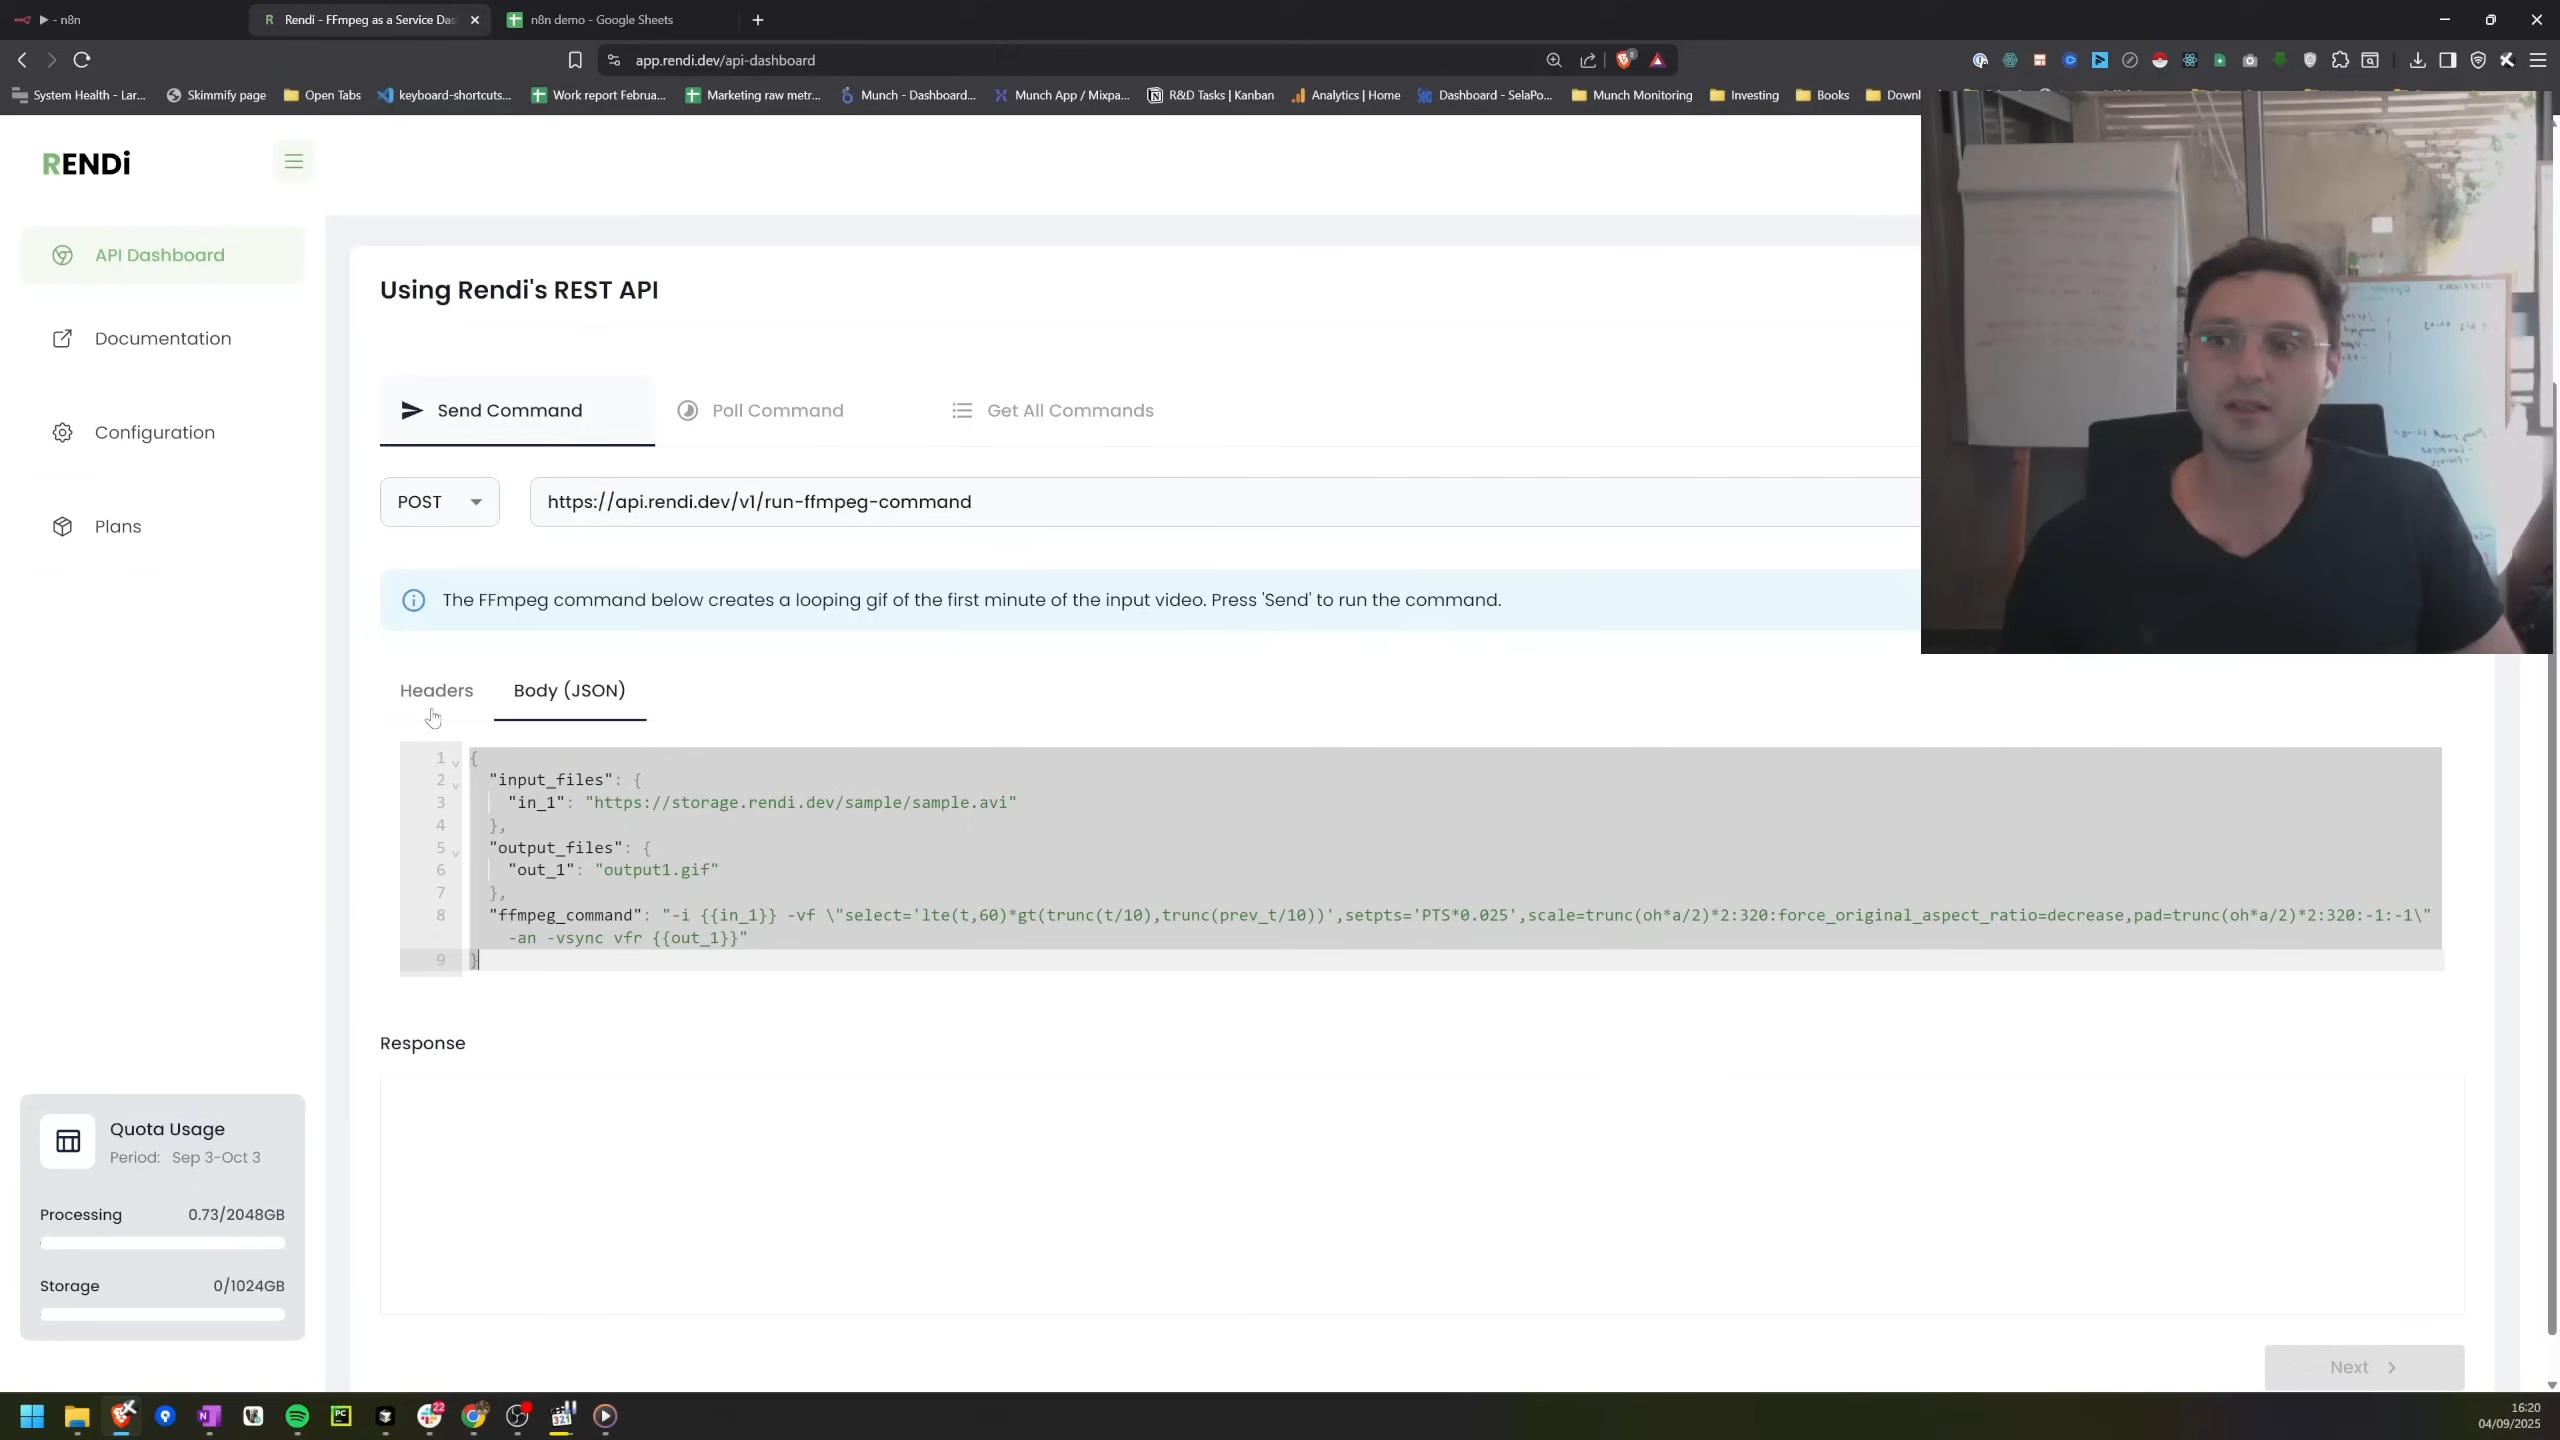 - n8n
R Rendi - FFmpeg as a Service Das
n8n demo - Google Sheets
app.rendi.dev/api-dashboard
System Health - Lar...
Skimmify page
Open Tabs
keyboard-shortcuts...
Work report Februa...
Marketing raw metr...
Munch - Dashboard...
Munch App / Mixpa...
R&D Tasks | Kanban
Analytics | Home
Dashboard - SelaPo...
Munch Monitoring
Investing
Books
Downl
RENDi
API Dashboard
Documentation
Configuration
Plans
Using Rendi's REST API
Send Command
Poll Command
Get All Commands
POST
https://api.rendi.dev/v1/run-ffmpeg-command
The FFmpeg command below creates a looping gif of the first minute of the input video. Press 'Send' to run the command.
Headers
Body (JSON)
1 {
2 "input_files": {
3 "in_1": "https://storage.rendi.dev/sample/sample.avi"
4 },
5 "output_files": {
6 "out_1": "output1.gif"
7 },
8 "ffmpeg_command": "-i {{in_1}} -vf \"select='lte(t,60)*gt(trunc(t/10),trunc(prev_t/10))',setpts='PTS*0.025',scale=trunc(oh*a/2)*2:320:force_original_aspect_ratio=decrease,pad=trunc(oh*a/2)*2:320:-1:-1\"
-an -vsync vfr {{out_1}}"
9 }
Response
Quota Usage
Period: Sep 3-Oct 3
Processing 0.73/2048GB
Storage 0/1024GB
Next
22
321
16:20
04/09/2025